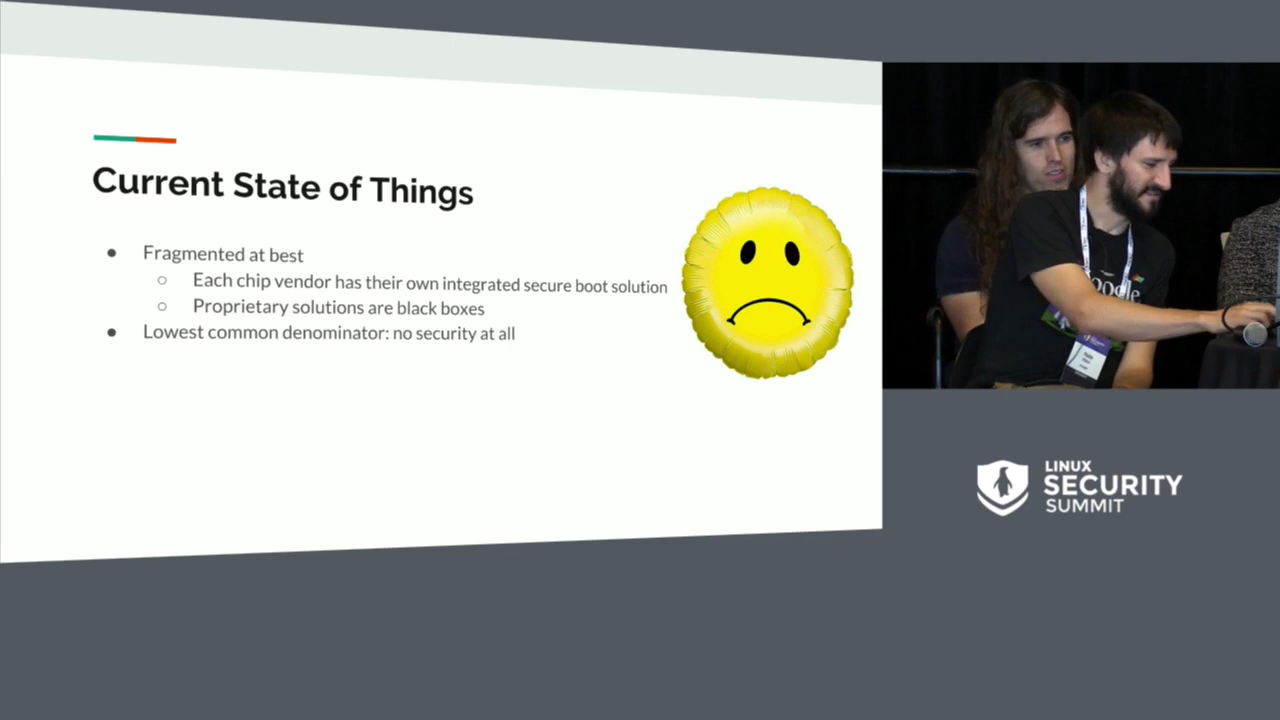 Current State of Things
● Fragmented at best
○ Each chip vendor has their own integrated secure boot solution
○ Proprietary solutions are black boxes
● Lowest common denominator: no security at all
oogle
LINUX
SECURITY
SUMMIT